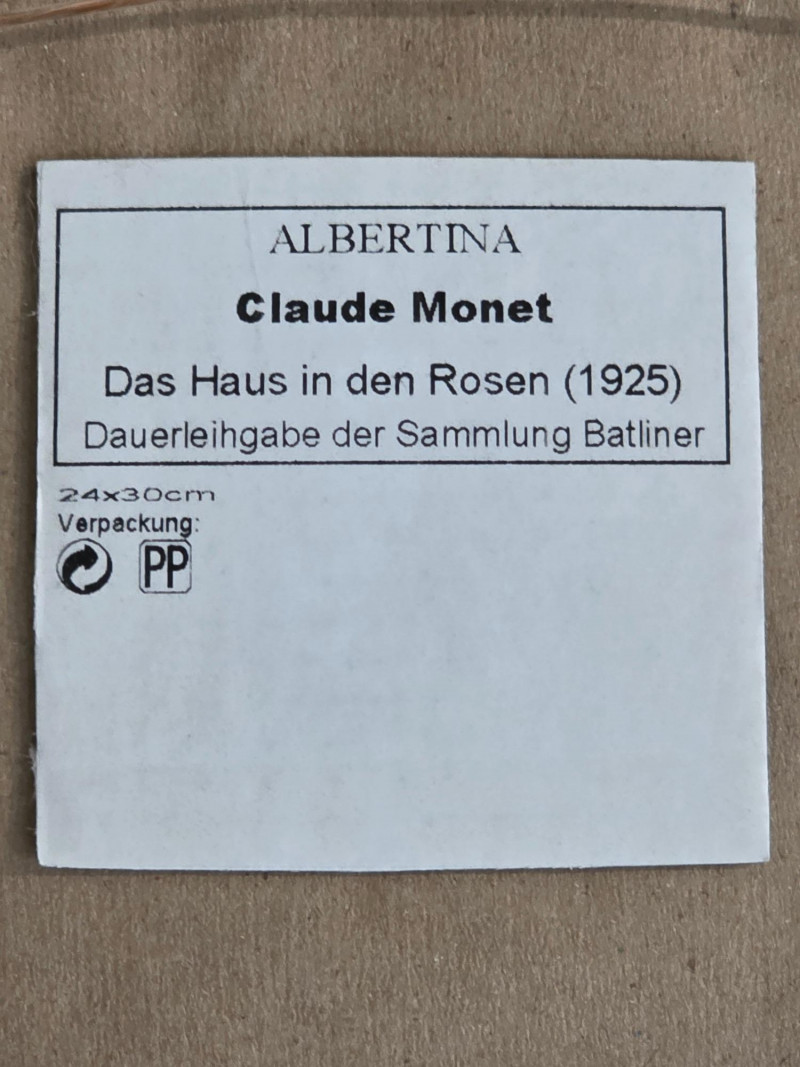 ALBERTINA
Claude Monet
Das Haus in den Rosen (1925)
Dauerleihgabe der Sammlung Batliner
24x30cm
Verpackung:
PP